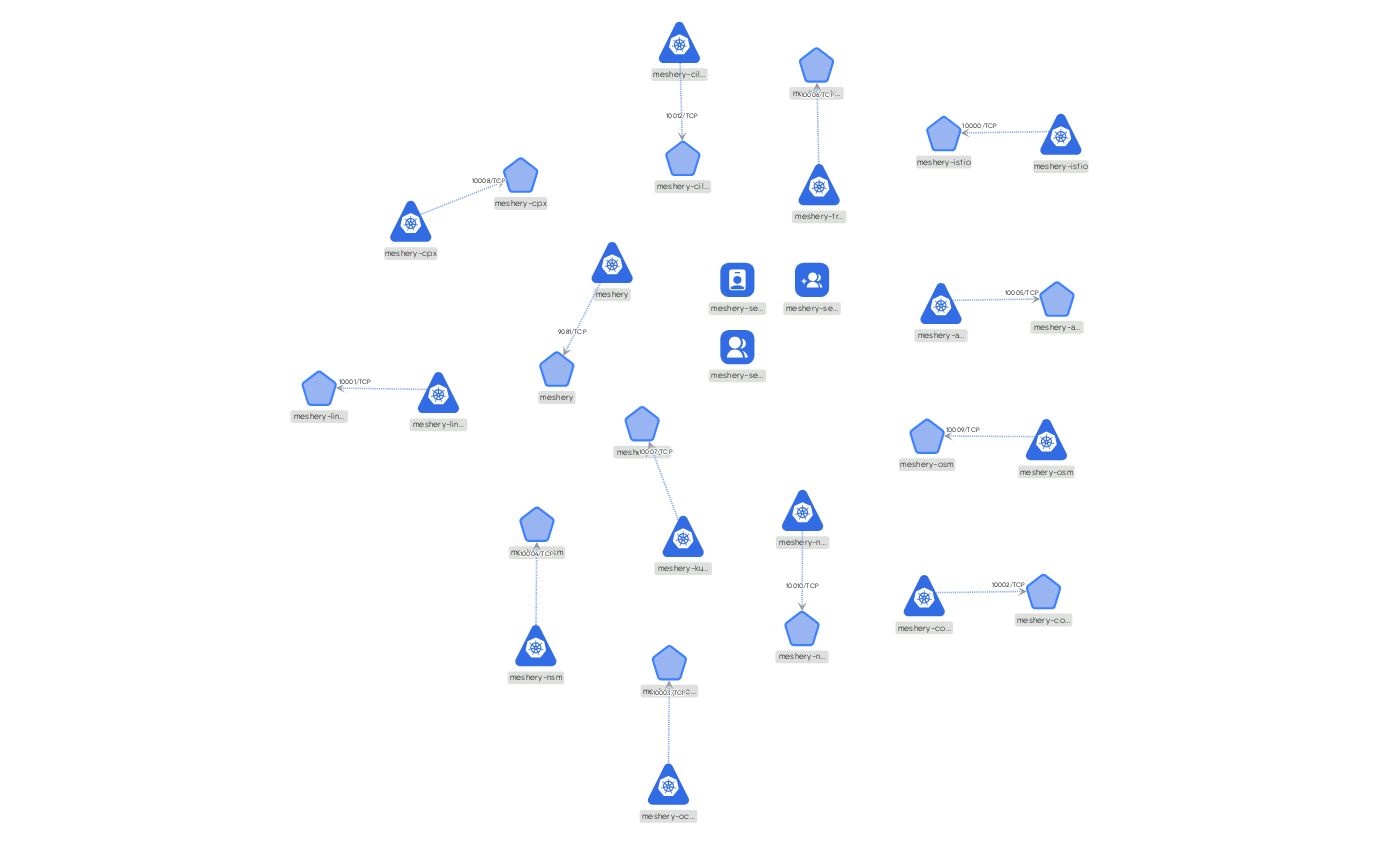 meshery-cil...
10012/TCP
meshery-cil...
10006/TCP
meshery-tr...
10000/TCP
meshery-istio
meshery-istio
10008/TCP
meshery-cpx
meshery-cpx
meshery
9081/TCP
meshery
meshery-se...
meshery-se...
meshery-se...
10005/TCP
meshery-a...
meshery-a...
10001/TCP
meshery-lin...
meshery-lin...
10007/TCP
meshery-ku...
10009/TCP
meshery-osm
meshery-osm
10004/TCP
meshery-nsm
meshery-n...
10010/TCP
meshery-n...
10002/TCP
meshery-co...
meshery-co...
10003/TCP
meshery-oc...